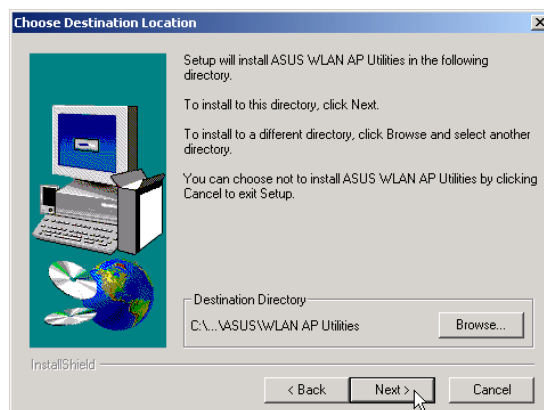 Choose Destination Location
Setup will install ASUS WLAN AP Utilities in the following
directory.
To install to this directory, click Next.
To install to a different directory, click Browse and select another
directory.
You can choose not to install ASUS WLAN AP Utilities by clicking
Cancel to exit Setup.
Destination Directory
C:\...\ASUS\WLAN AP Utilities
Browse...
InstallShield
< Back
Next >
Cancel